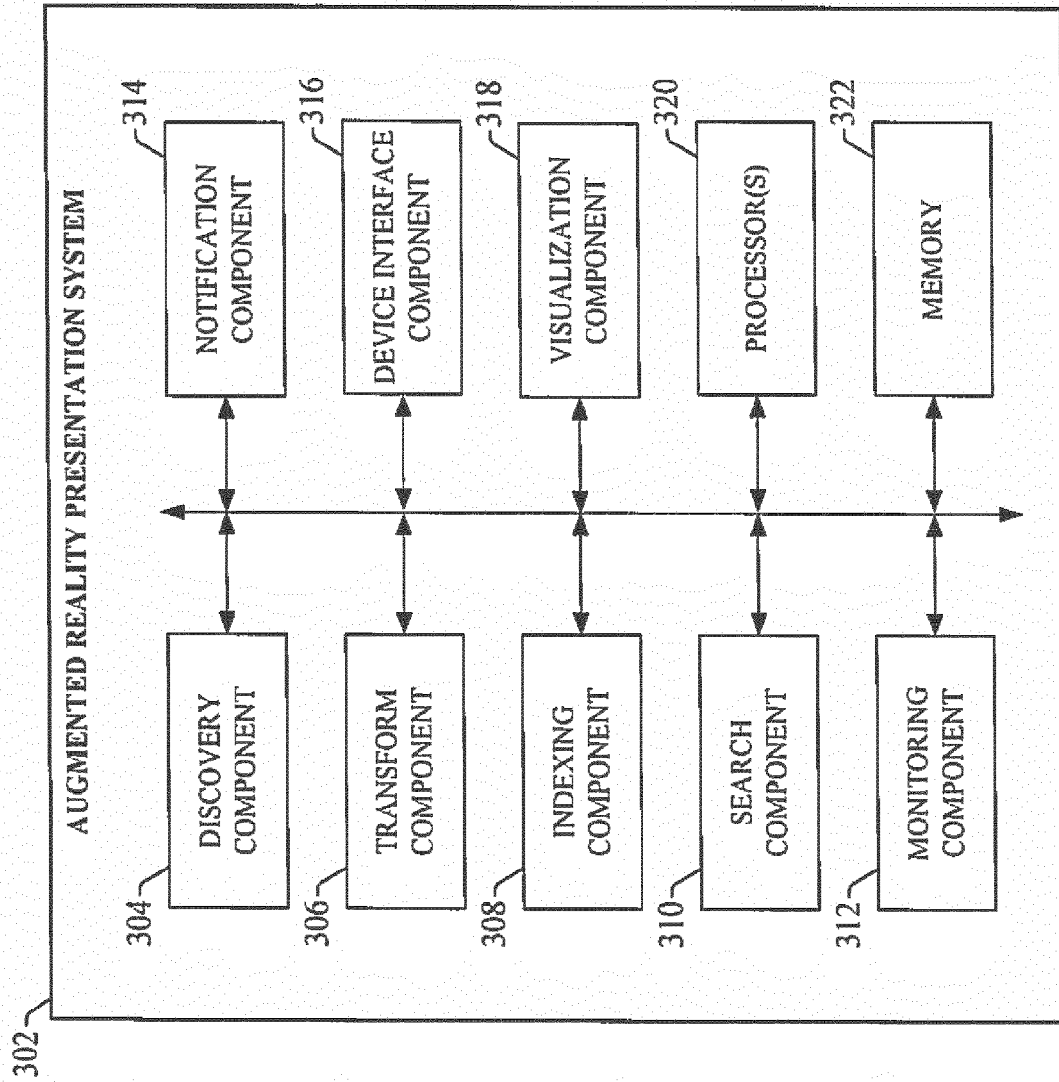 302
AUGMENTED REALITY PRESENTATION SYSTEM
304
DISCOVERY
COMPONENT
306
TRANSFORM
COMPONENT
308
INDEXING
COMPONENT
310
SEARCH
COMPONENT
312
MONITORING
COMPONENT
314
NOTIFICATION
COMPONENT
316
DEVICE INTERFACE
COMPONENT
318
VISUALIZATION
COMPONENT
320
PROCESSOR(S)
322
MEMORY